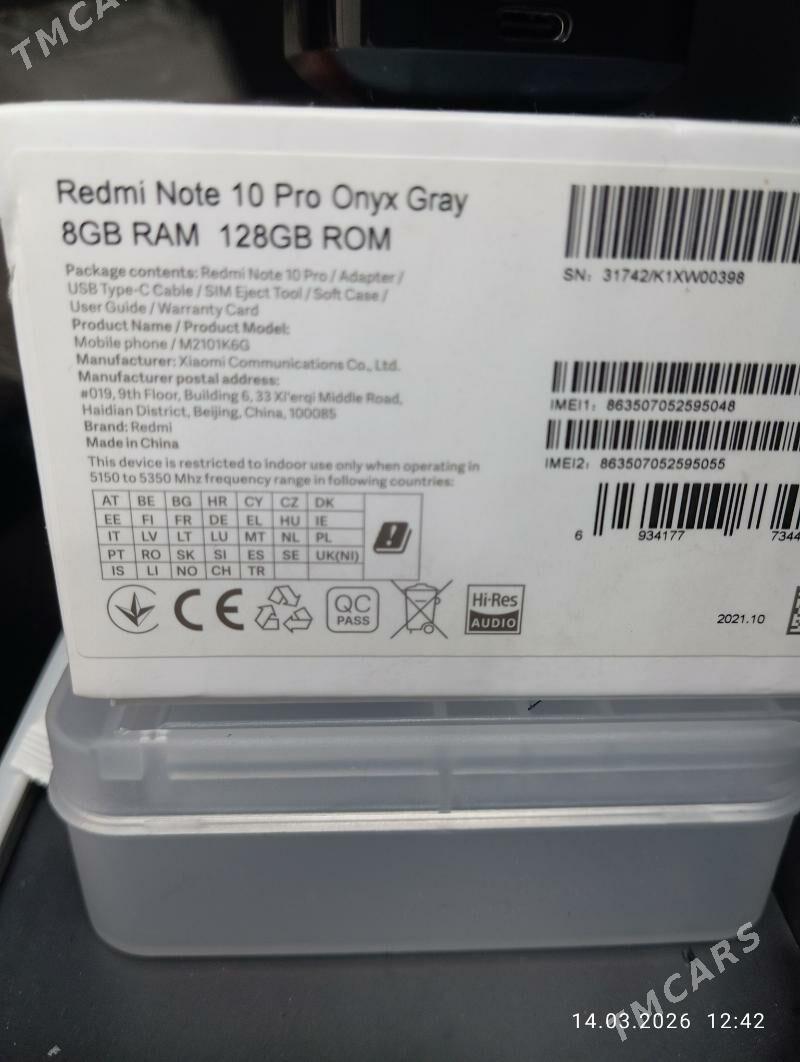 TMCARS
Redmi Note 10 Pro Onyx Gray
8GB RAM 128GB ROM
Package contents: Redmi Note 10 Pro / Adapter /
USB Type-C Cable / SIM Eject Tool / Soft Case /
User Guide / Warranty Card
Product Name / Product Model:
Mobile phone / M2101K6G
Manufacturer: Xiaomi Communications Co., Ltd.
Manufacturer postal address:
#019, 9th Floor, Building 6, 33 Xi'erqi Middle Road,
Haidian District, Beijing, China, 100085
Brand: Redmi
Made in China
This device is restricted to indoor use only when operating in
5150 to 5350 Mhz frequency range in following countries:
AT BE BG HR CY CZ DK
EE FI FR DE EL HU IE
IT LV LT LU MT NL PL
PT RO SK SI ES SE UK(NI)
IS LI NO CH TR
CE
QC
PASS
Hi-Res
AUDIO
SN: 31742/K1XW00398
IMEI1: 863507052595048
IMEI2: 863507052595055
6 934177 7344
2021.10
TMCARS
14.03.2026 12:42